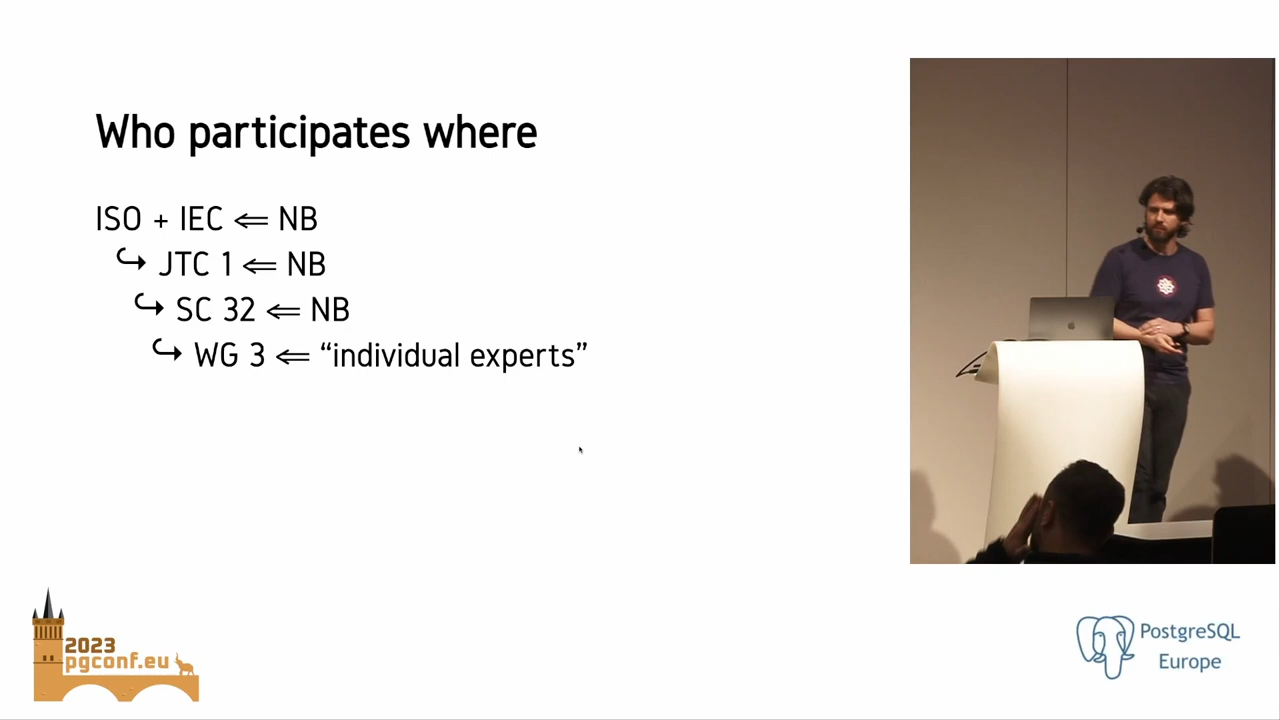 Who participates where
ISO + IEC ⇐ NB
↪ JTC 1 ⇐ NB
↪ SC 32 ⇐ NB
↪ WG 3 ⇐ “individual experts”
2023
pgconf.eu
PostgreSQL
Europe